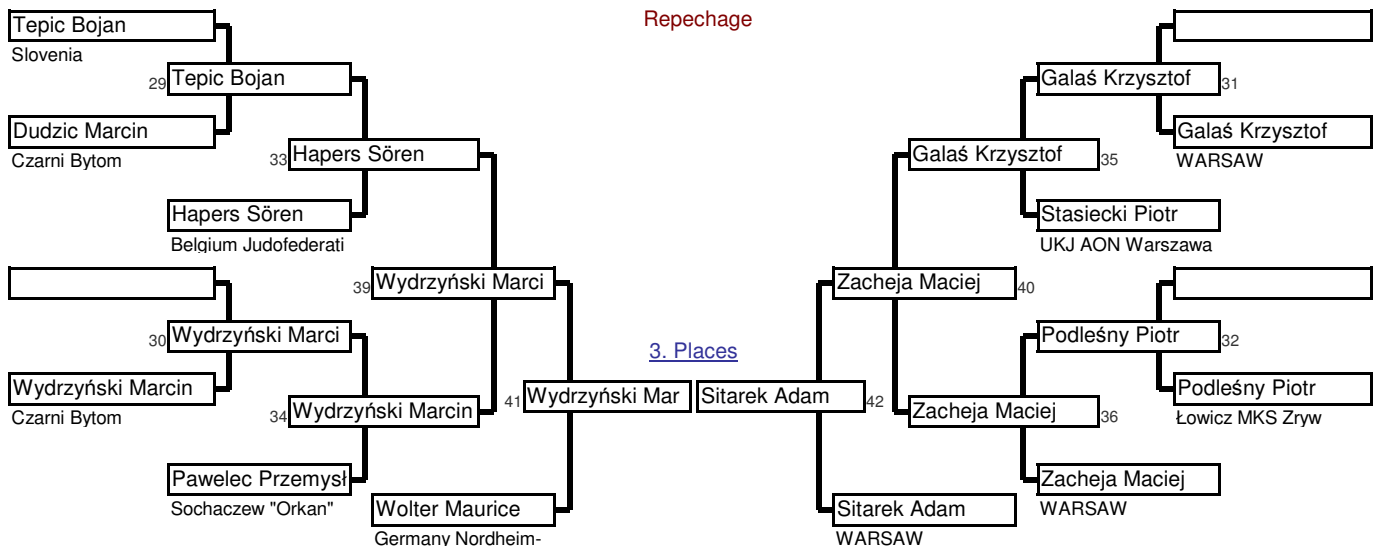 Repechage
Tepic Bojan
Slovenia
29 Tepic Bojan
Dudzic Marcin
Czarni Bytom
33 Hapers Sören
Hapers Sören
Belgium Judofederati
39 Wydrzyński Marci
30 Wydrzyński Marci
Wydrzyński Marcin
Czarni Bytom
34 Wydrzyński Marcin
Pawelec Przemysł
Sochaczew "Orkan"
41 Wydrzyński Mar
Wolter Maurice
Germany Nordheim-
3. Places
Galaś Krzysztof 31
Galaś Krzysztof
WARSAW
Galaś Krzysztof 35
Stasiecki Piotr
UKJ AON Warszawa
Zacheja Maciej 40
Podleśny Piotr 32
Podleśny Piotr
Łowicz MKS Zryw
Sitarek Adam 42
Zacheja Maciej 36
Zacheja Maciej
WARSAW
Sitarek Adam
WARSAW